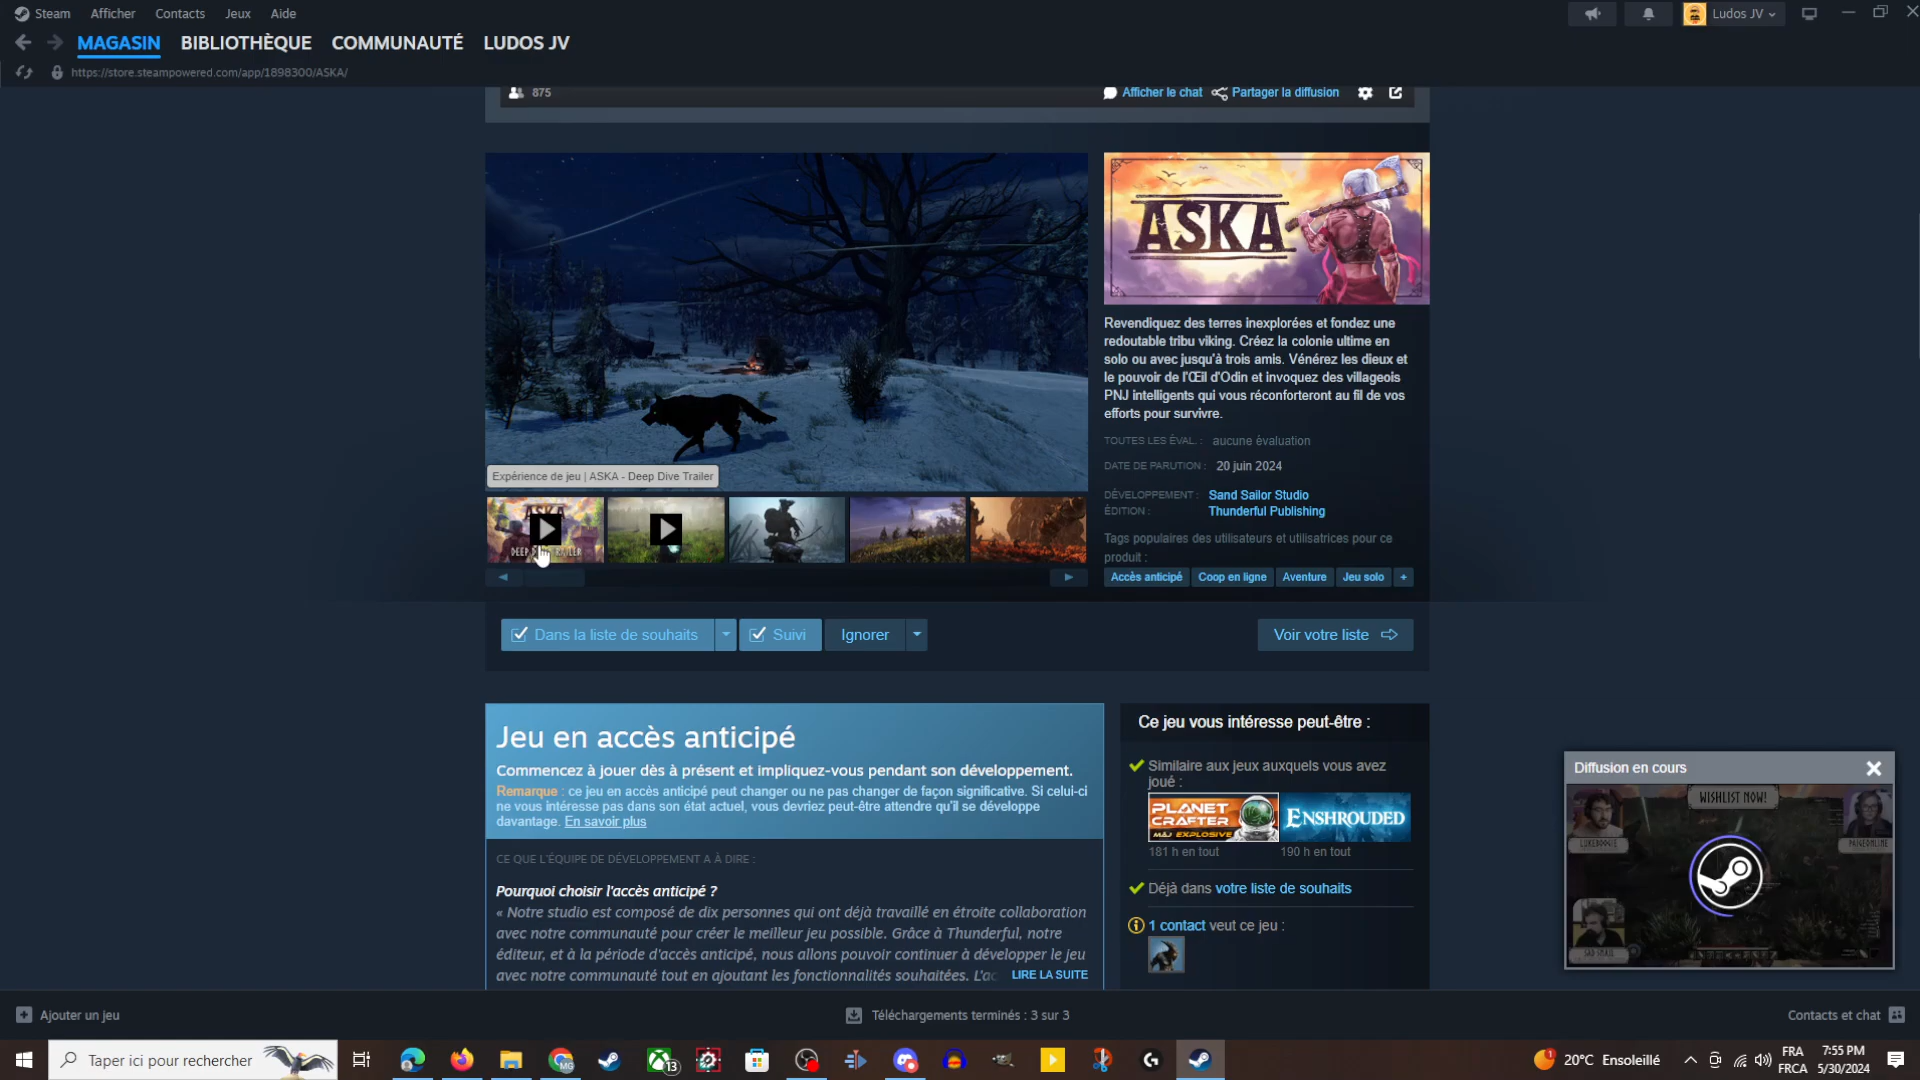 Steam Afficher Contacts Jeux Aide
Ludos JV
MAGASIN BIBLIOTHÈQUE COMMUNAUTÉ LUDOS JV
https://store.steampowered.com/app/1898300/ASKA/
875
Afficher le chat Partager la diffusion
ASKA
Revendiquez des terres inexplorées et fondez une
redoutable tribu viking. Créez la colonie ultime en
solo ou avec jusqu'à trois amis. Vénérez les dieux et
le pouvoir de l'Œil d'Odin et invoquez des villageois
PNJ intelligents qui vous réconforteront au fil de vos
efforts pour survivre.
TOUTES LES ÉVAL. : aucune évaluation
DATE DE PARUTION : 20 juin 2024
DÉVELOPPEMENT : Sand Sailor Studio
ÉDITION : Thunderful Publishing
Tags populaires des utilisateurs et utilisatrices pour ce
produit :
Accès anticipé Coop en ligne Aventure Jeu solo +
Expérience de jeu | ASKA - Deep Dive Trailer
Dans la liste de souhaits Suivi Ignorer Voir votre liste
Jeu en accès anticipé
Commencez à jouer dès à présent et impliquez-vous pendant son développement.
Remarque : ce jeu en accès anticipé peut changer ou ne pas changer de façon significative. Si celui-ci
ne vous intéresse pas dans son état actuel, vous devriez peut-être attendre qu'il se développe
davantage. En savoir plus
CE QUE L'ÉQUIPE DE DÉVELOPPEMENT A À DIRE :
Pourquoi choisir l'accès anticipé ?
« Notre studio est composé de dix personnes qui ont déjà travaillé en étroite collaboration
avec notre communauté pour créer le meilleur jeu possible. Grâce à Thunderful, notre
éditeur, et à la période d'accès anticipé, nous allons pouvoir continuer à développer le jeu
avec notre communauté tout en ajoutant les fonctionnalités souhaitées. L'ac LIRE LA SUITE
Ce jeu vous intéresse peut-être :
Similaire aux jeux auxquels vous avez
joué :
PLANET CRAFTER MÀJ EXPLOSIVE ENSHROUDED
181 h en tout 190 h en tout
Déjà dans votre liste de souhaits
1 contact veut ce jeu :
Diffusion en cours
WISHLIST NOW!
LUKEBOOGIE PAIGEONLINE
Ajouter un jeu Téléchargements terminés : 3 sur 3 Contacts et chat
Taper ici pour rechercher
13
1 20°C Ensoleillé
FRA
FRCA
7:55 PM
5/30/2024